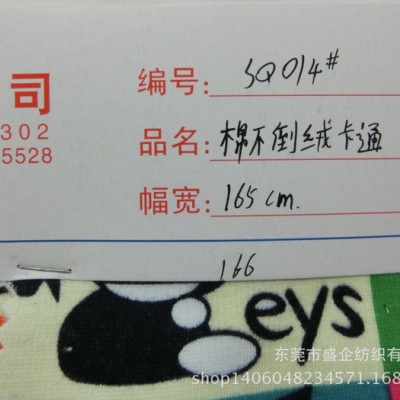 司
编号: SQ014#
302
品名: 棉不倒绒卡通
5528
幅宽: 165cm.
166
eys
东莞市盛企纺织有
shop1406048234571.168